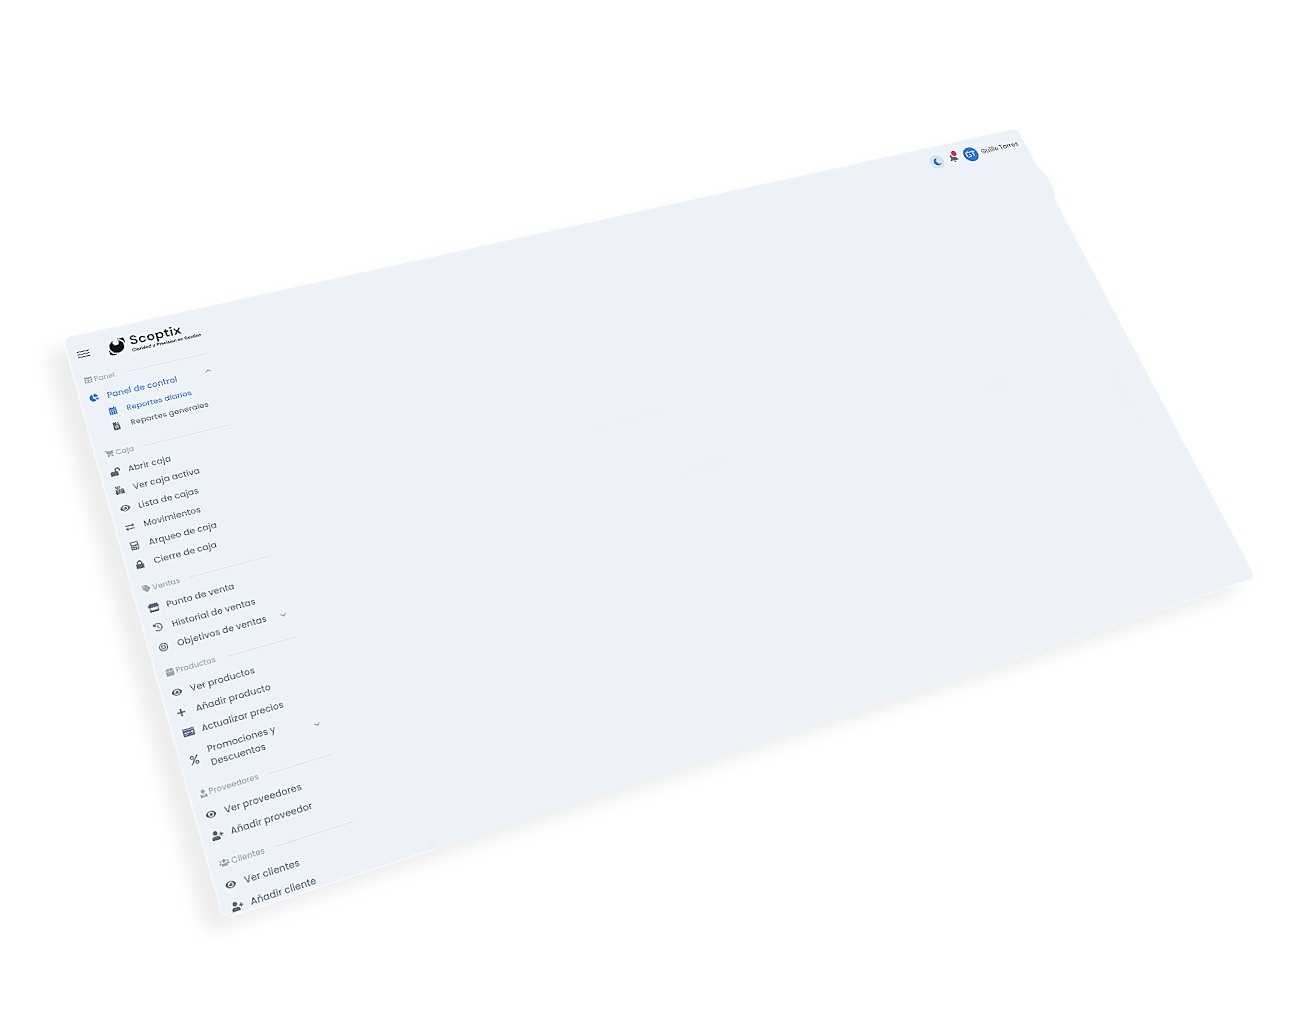 Scoptix
Claridad y Precisión en Gestión
GT
Guille Torres
Panel
Panel de control
Reportes diarios
Reportes generales
Caja
Abrir caja
Ver caja activa
Lista de cajas
Movimientos
Arqueo de caja
Cierre de caja
Ventas
Punto de venta
Historial de ventas
Objetivos de ventas
Productos
Ver productos
Añadir producto
Actualizar precios
Promociones y
Descuentos
Proveedores
Ver proveedores
Añadir proveedor
Clientes
Ver clientes
Añadir cliente